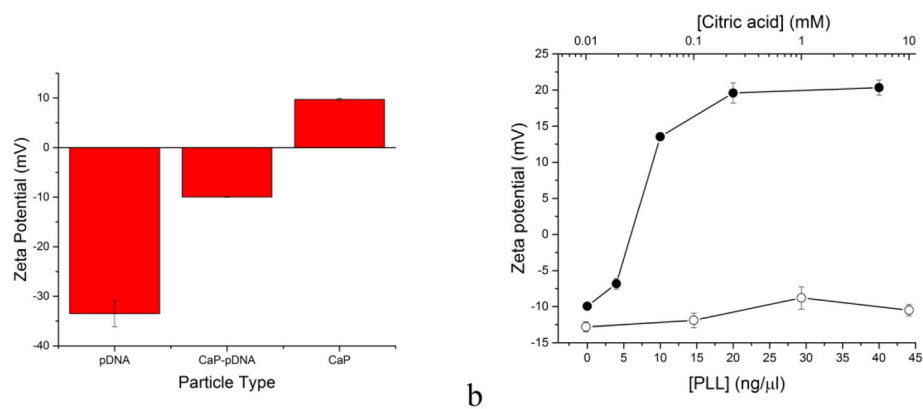 10
0
-10
-20
-30
-40
Zeta Potential (mV)
pDNA CaP-pDNA CaP
Particle Type
b
[Citric acid] (mM)
0.01 0.1 1 10
25
20
15
10
5
0
-5
-10
-15
Zeta potential (mV)
0 5 10 15 20 25 30 35 40 45
[PLL] (ng/µl)